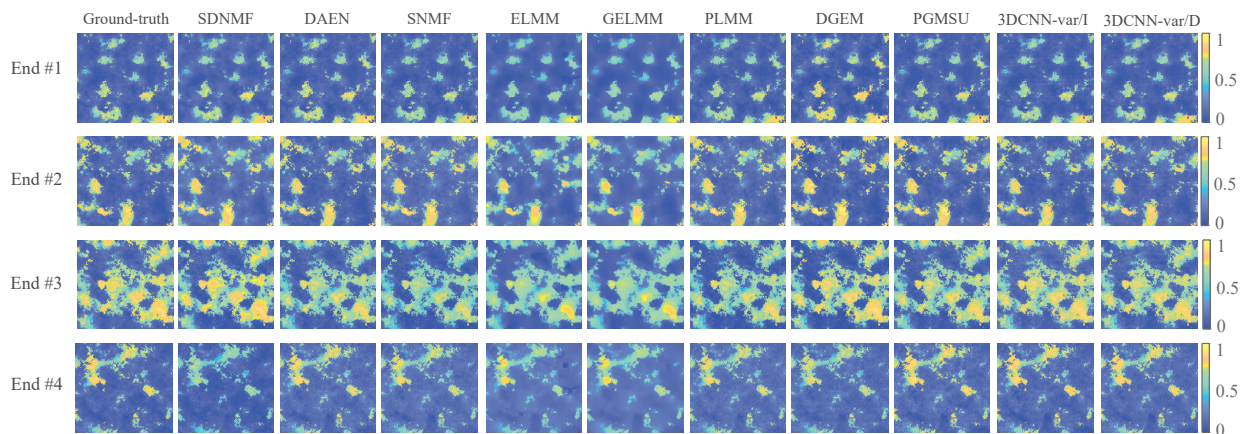 Ground-truth SDNMF DAEN SNMF ELMM GELMM PLMM DGEM PGMSU 3DCNN-var/I 3DCNN-var/D
End #1
1
0.5
0
End #2
1
0.5
0
End #3
1
0.5
0
End #4
1
0.5
0